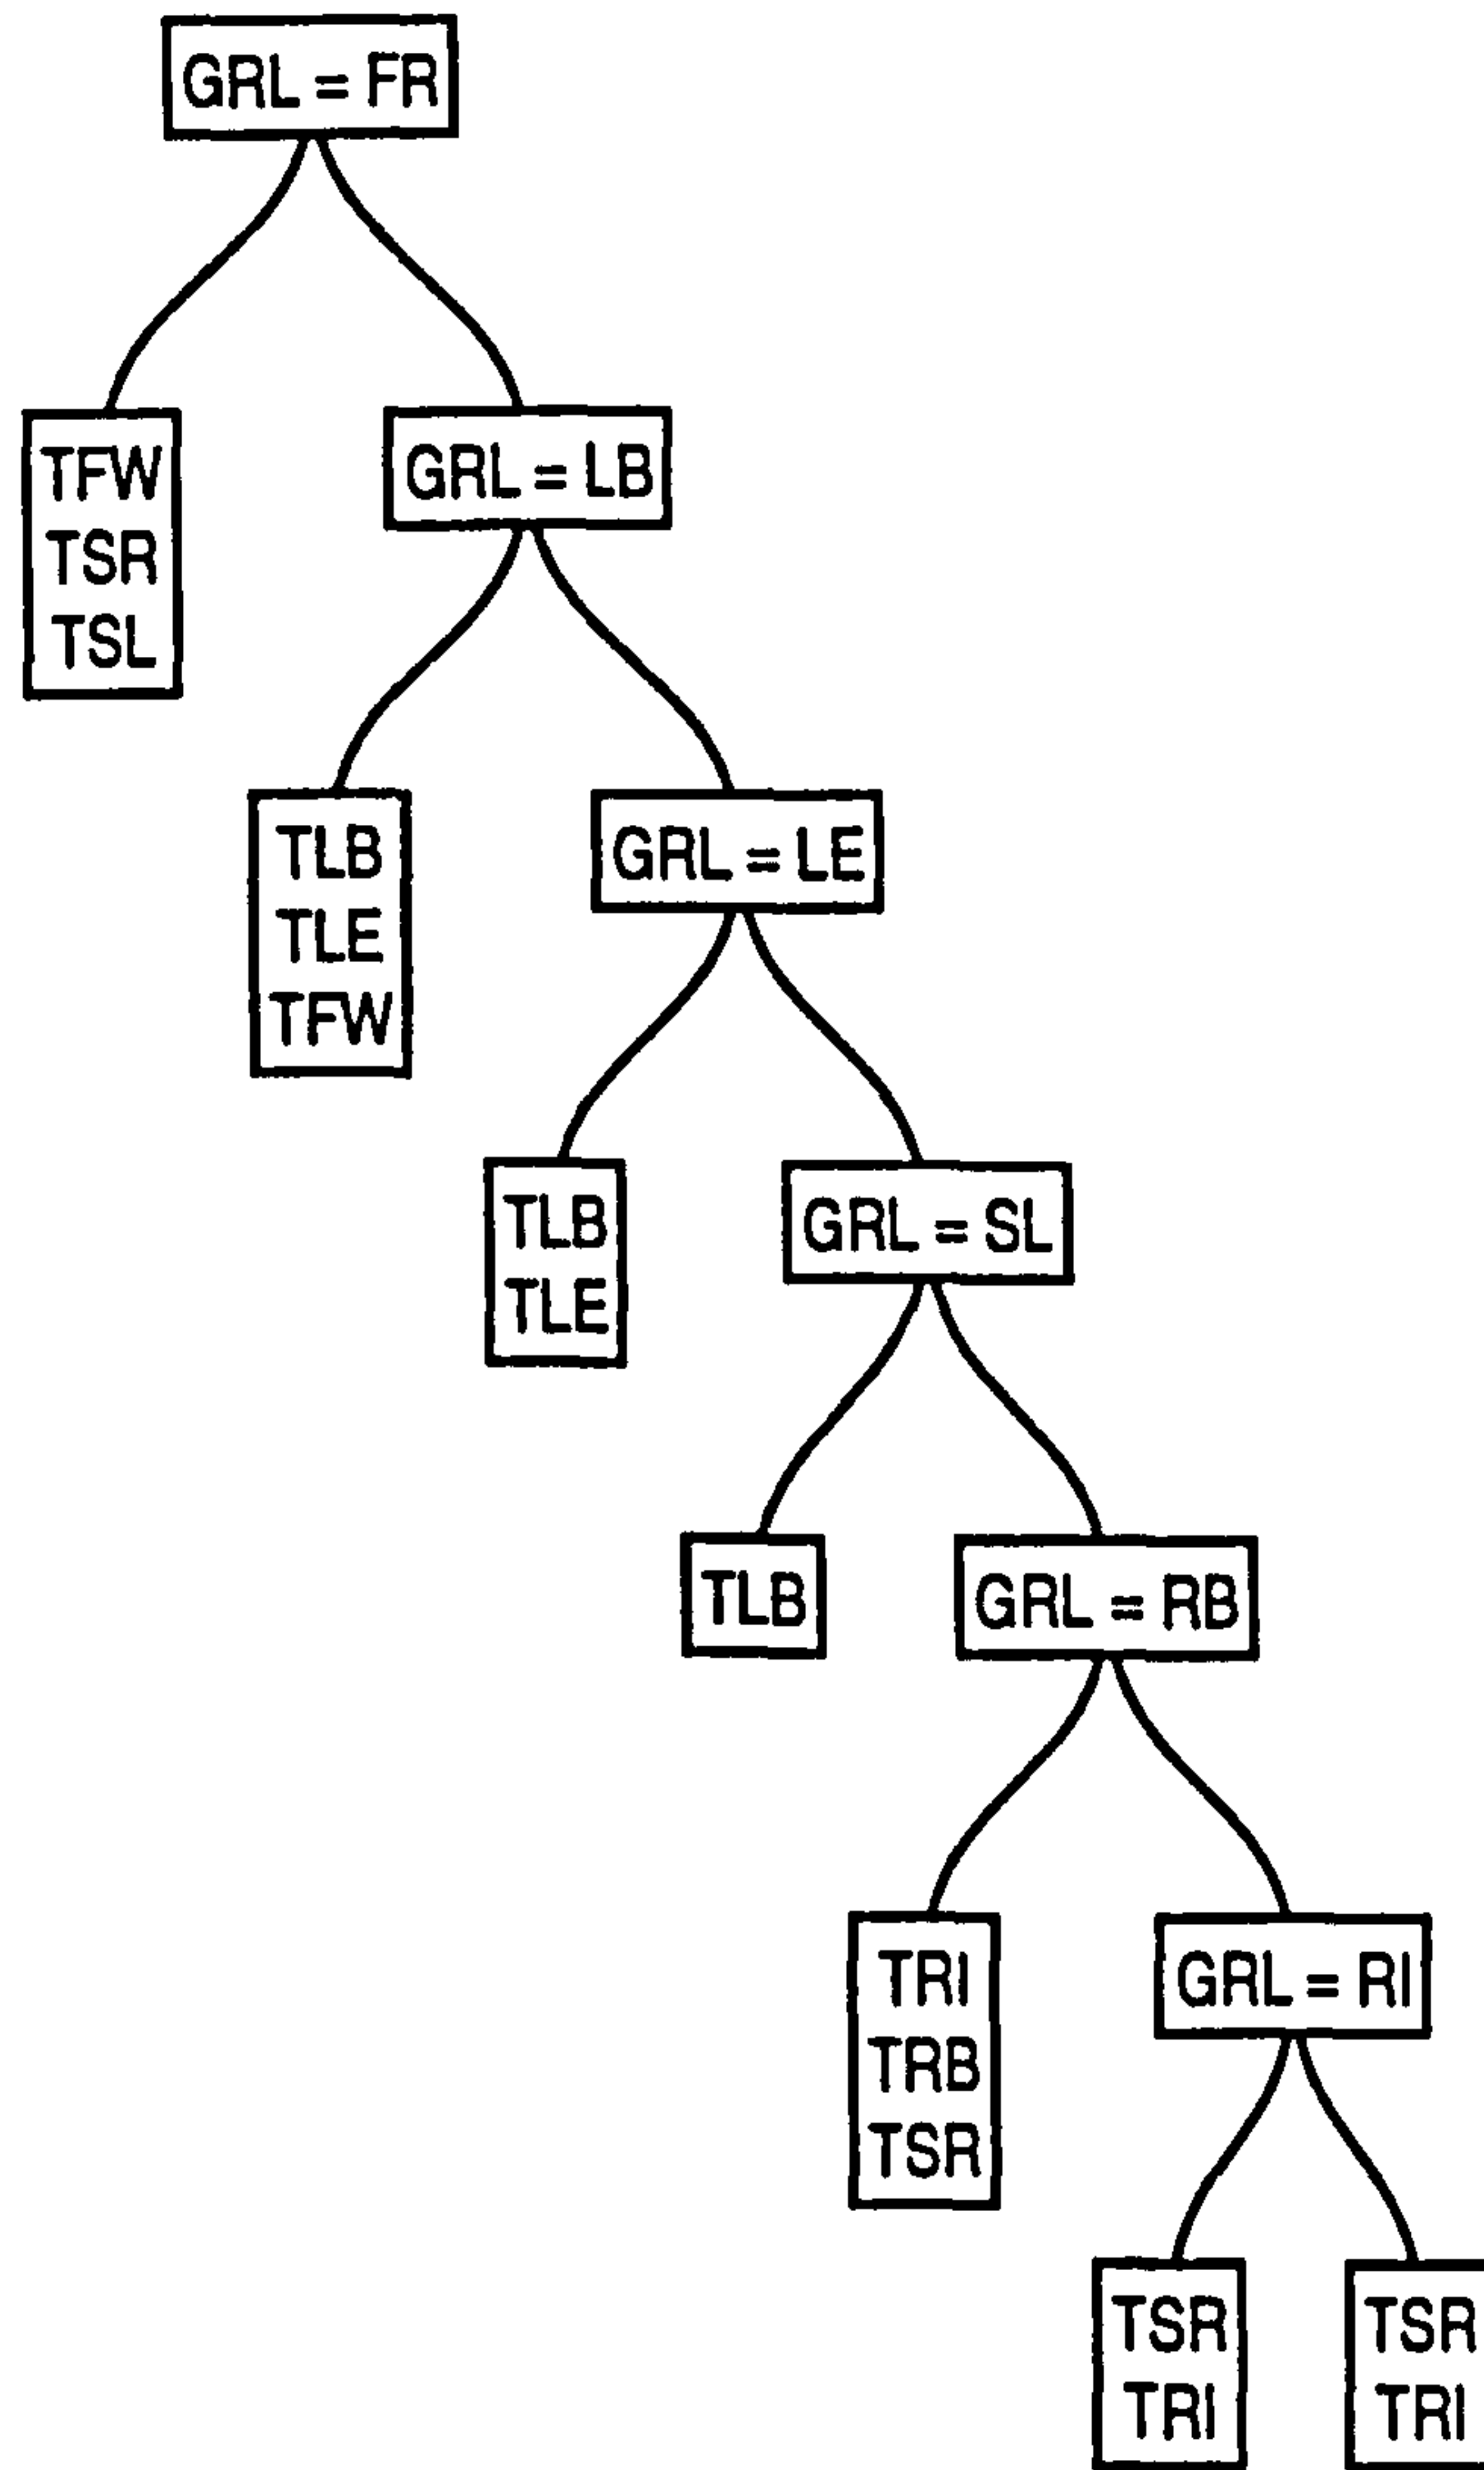 GRL = FR
TFW
TSR
TSL
GRL = LB
TLB
TLE
TFW
GRL = LE
TLB
TLE
GRL = SL
TLB
GRL = RB
TRI
TRB
TSR
GRL = RI
TSR
TRI
TSR
TRI